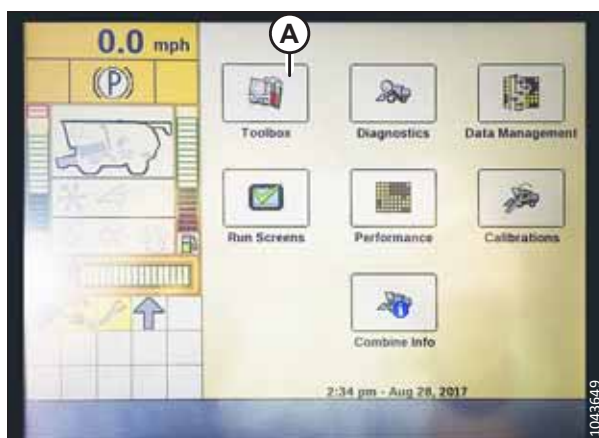 0.0 mph
A
(P)
Toolbox
Diagnostics
Data Management
Run Screens
Performance
Calibrations
Combine Info
2:34 pm - Aug 28, 2017
1043649